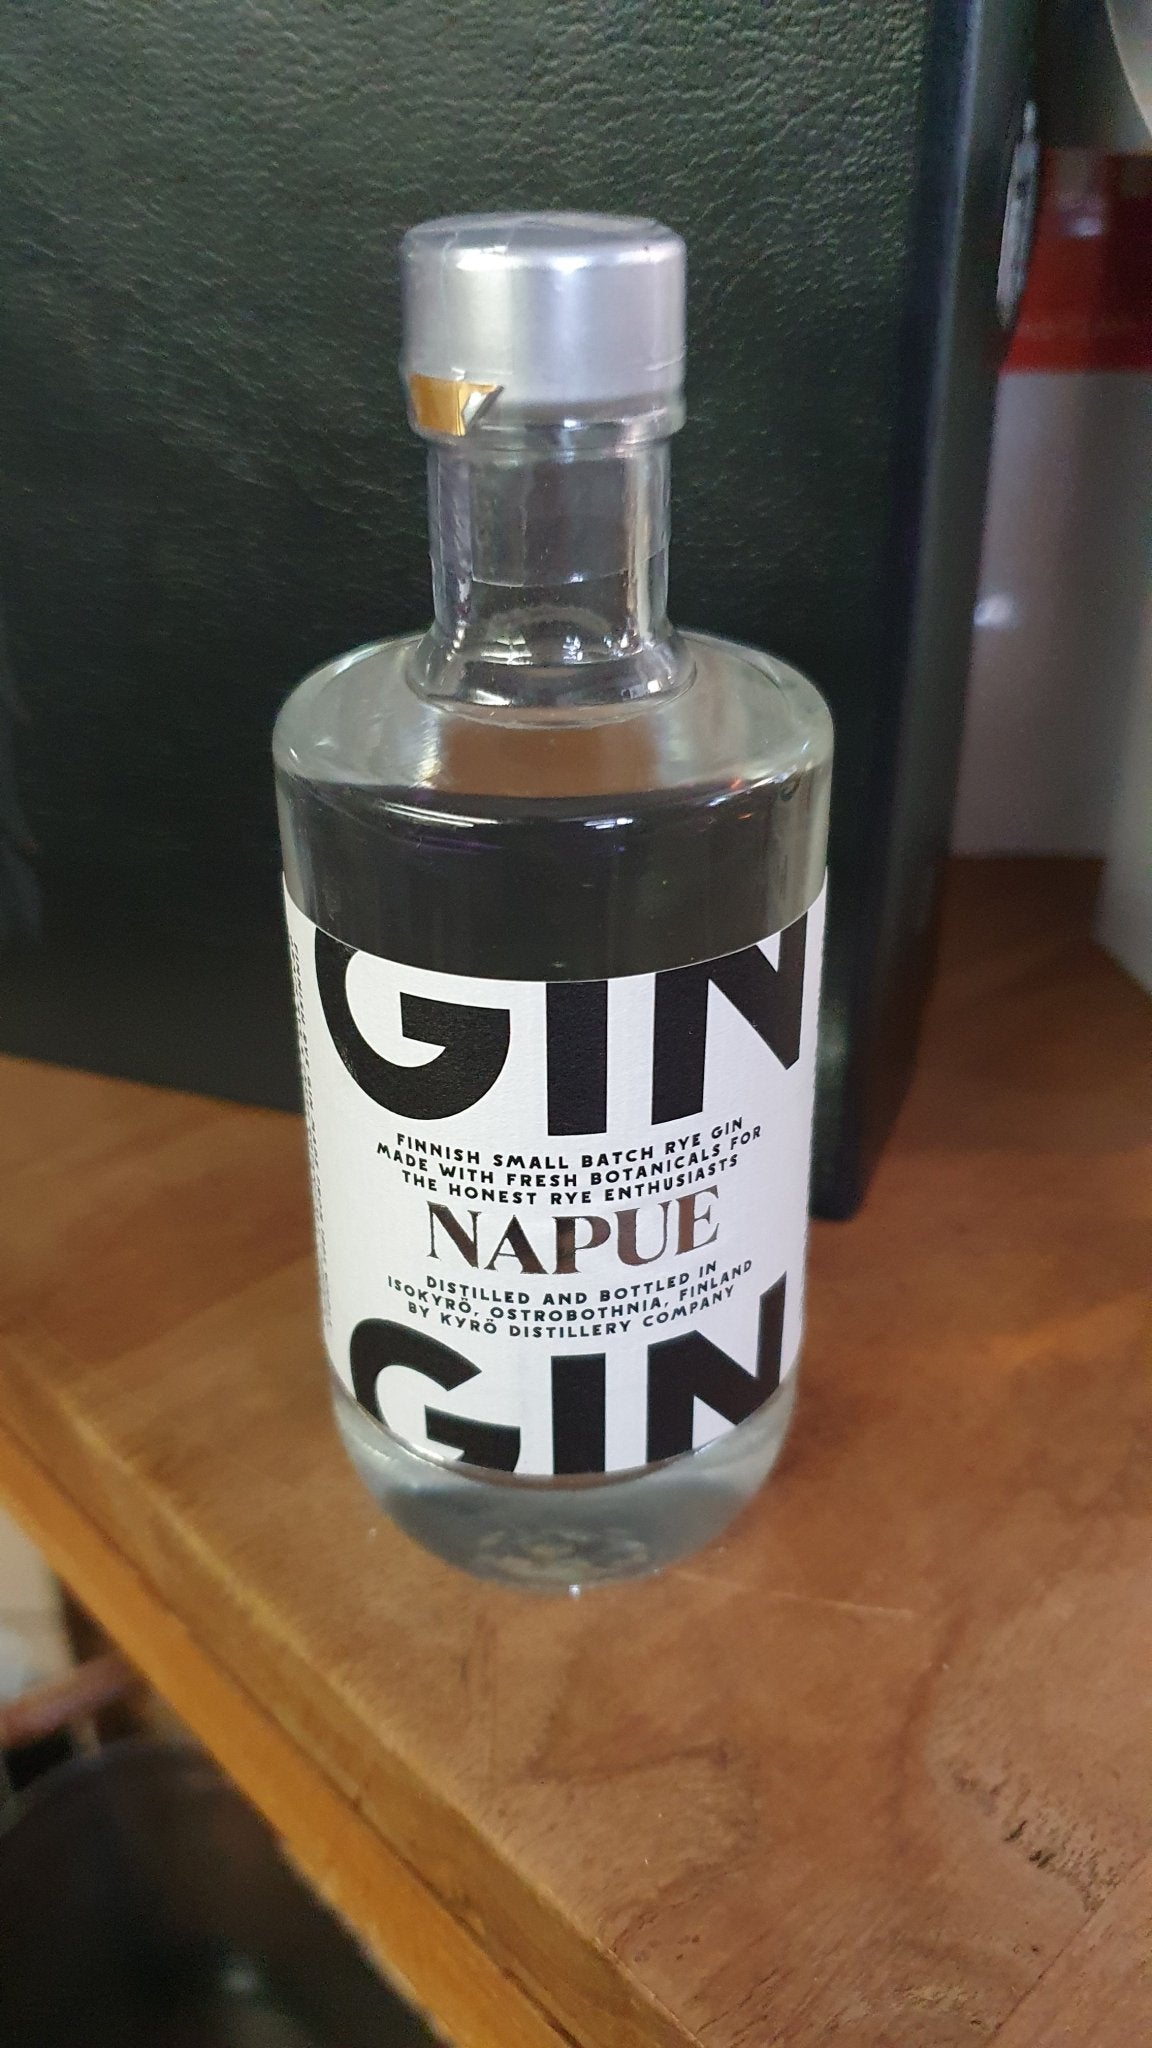 GIN
FINNISH SMALL BATCH RYE GIN
MADE WITH FRESH BOTANICALS FOR
THE HONEST RYE ENTHUSIASTS
NAPUE
DISTILLED AND BOTTLED IN
ISOKYRÖ, OSTROBOTHNIA, FINLAND
BY KYRÖ DISTILLERY COMPANY
GIN